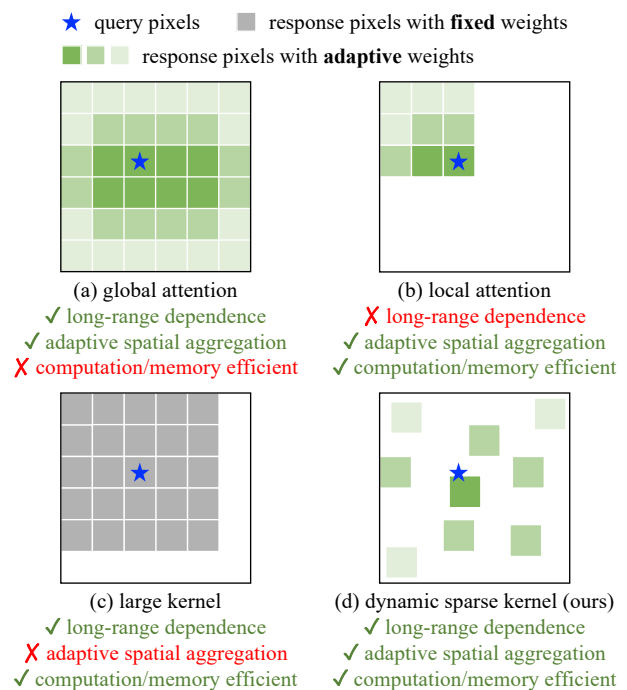 query pixels
response pixels with fixed weights
response pixels with adaptive weights
(a) global attention
✓ long-range dependence
✓ adaptive spatial aggregation
✗ computation/memory efficient
(b) local attention
✗ long-range dependence
✓ adaptive spatial aggregation
✓ computation/memory efficient
(c) large kernel
✓ long-range dependence
✗ adaptive spatial aggregation
✓ computation/memory efficient
(d) dynamic sparse kernel (ours)
✓ long-range dependence
✓ adaptive spatial aggregation
✓ computation/memory efficient